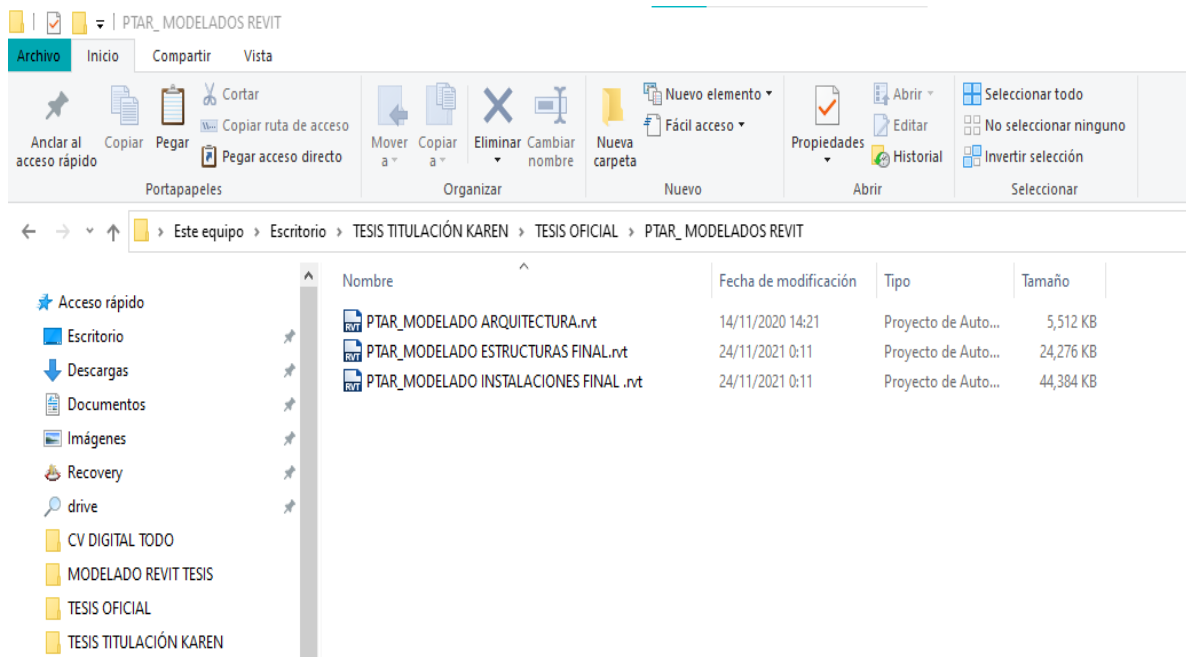 PTAR_ MODELADOS REVIT
Archivo Inicio Compartir Vista
Anclar al acceso rápido
Copiar
Pegar
Cortar
Copiar ruta de acceso
Pegar acceso directo
Portapapeles
Mover a
Copiar a
Eliminar
Cambiar nombre
Organizar
Nueva carpeta
Nuevo elemento
Fácil acceso
Nuevo
Propiedades
Abrir
Editar
Historial
Abrir
Seleccionar todo
No seleccionar ninguno
Invertir selección
Seleccionar
Este equipo > Escritorio > TESIS TITULACIÓN KAREN > TESIS OFICIAL > PTAR_ MODELADOS REVIT
Acceso rápido
Escritorio
Descargas
Documentos
Imágenes
Recovery
drive
CV DIGITAL TODO
MODELADO REVIT TESIS
TESIS OFICIAL
TESIS TITULACIÓN KAREN
Nombre Fecha de modificación Tipo Tamaño
RVT PTAR_MODELADO ARQUITECTURA.rvt 14/11/2020 14:21 Proyecto de Auto... 5,512 KB
RVT PTAR_MODELADO ESTRUCTURAS FINAL.rvt 24/11/2021 0:11 Proyecto de Auto... 24,276 KB
RVT PTAR_MODELADO INSTALACIONES FINAL .rvt 24/11/2021 0:11 Proyecto de Auto... 44,384 KB